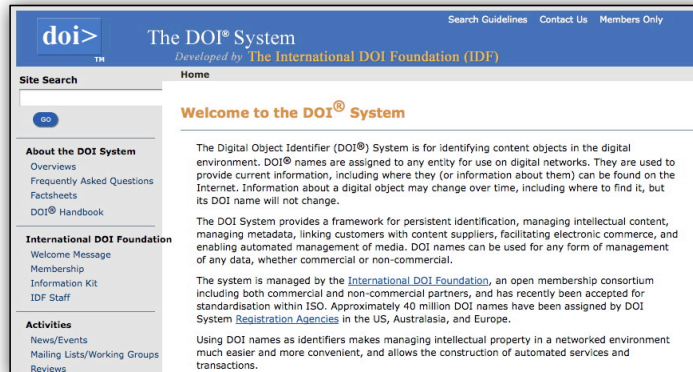 Search Guidelines Contact Us Members Only
doi>
TM
The DOI® System
Developed by The International DOI Foundation (IDF)
Site Search
GO
About the DOI System
Overviews
Frequently Asked Questions
Factsheets
DOI® Handbook
International DOI Foundation
Welcome Message
Membership
Information Kit
IDF Staff
Activities
News/Events
Mailing Lists/Working Groups
Reviews
Home
Welcome to the DOI® System
The Digital Object Identifier (DOI®) System is for identifying content objects in the digital
environment. DOI® names are assigned to any entity for use on digital networks. They are used to
provide current information, including where they (or information about them) can be found on the
Internet. Information about a digital object may change over time, including where to find it, but
its DOI name will not change.
The DOI System provides a framework for persistent identification, managing intellectual content,
managing metadata, linking customers with content suppliers, facilitating electronic commerce, and
enabling automated management of media. DOI names can be used for any form of management
of any data, whether commercial or non-commercial.
The system is managed by the International DOI Foundation, an open membership consortium
including both commercial and non-commercial partners, and has recently been accepted for
standardisation within ISO. Approximately 40 million DOI names have been assigned by DOI
System Registration Agencies in the US, Australasia, and Europe.
Using DOI names as identifiers makes managing intellectual property in a networked environment
much easier and more convenient, and allows the construction of automated services and
transactions.